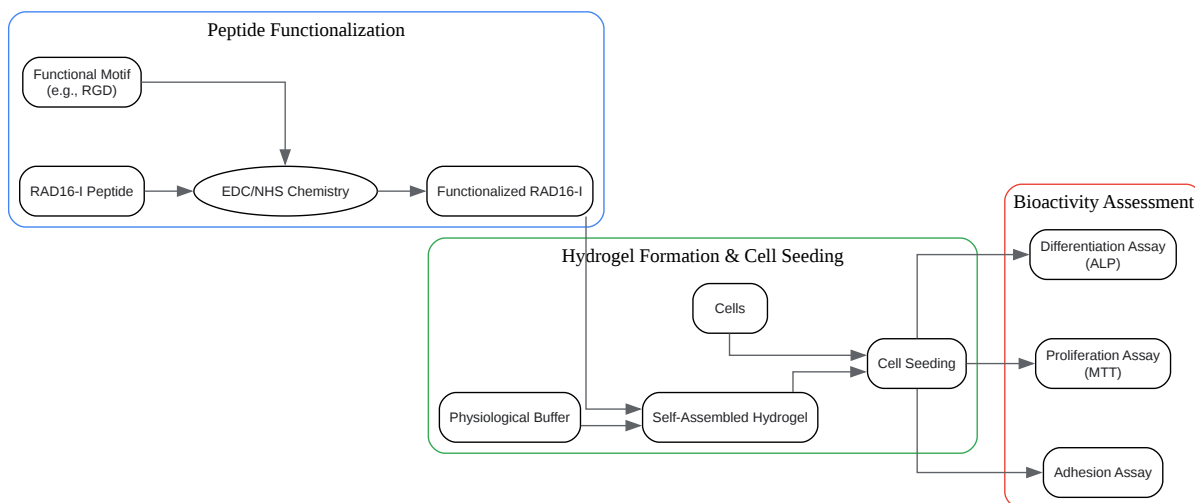 Peptide Functionalization
Functional Motif
(e.g., RGD)
RAD16-I Peptide
EDC/NHS Chemistry
Functionalized RAD16-I
Hydrogel Formation & Cell Seeding
Cells
Cell Seeding
Physiological Buffer
Self-Assembled Hydrogel
Bioactivity Assessment
Differentiation Assay
(ALP)
Proliferation Assay
(MTT)
Adhesion Assay